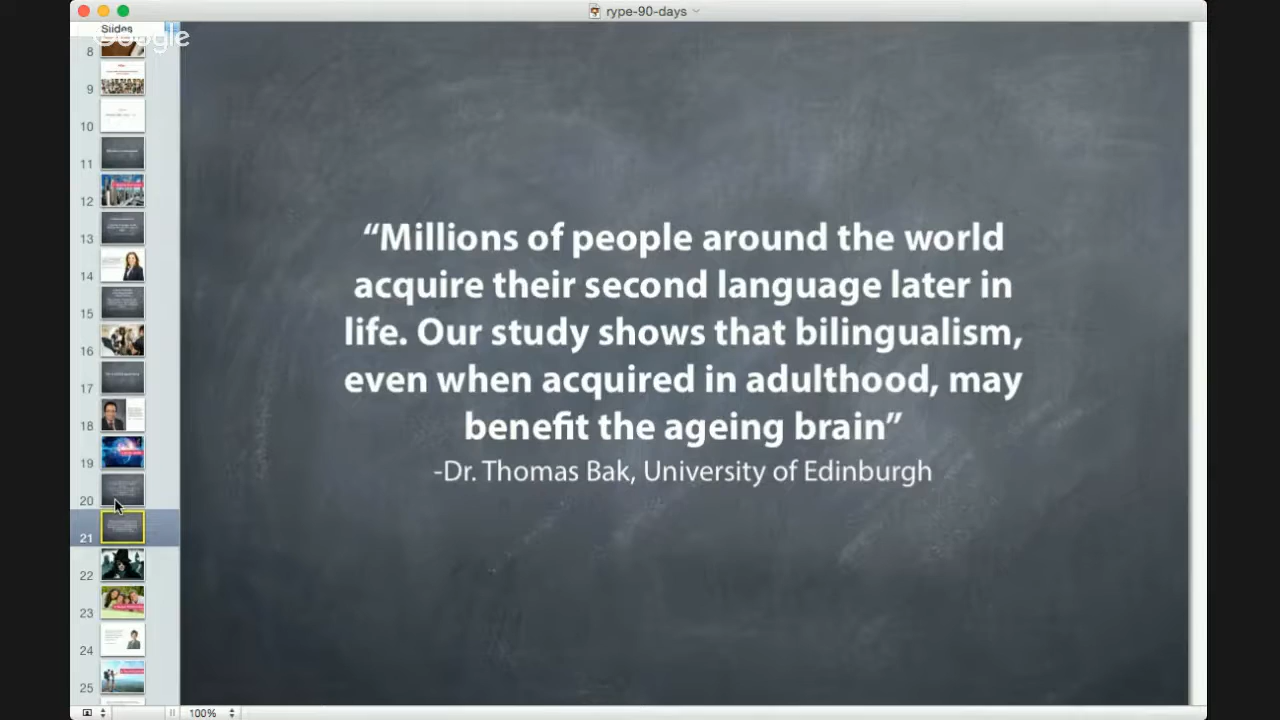 rype-90-days
Slides
Google
8
9
10
11
12
13
14
15
16
17
18
19
20
21
22
23
24
25
“Millions of people around the world
acquire their second language later in
life. Our study shows that bilingualism,
even when acquired in adulthood, may
benefit the ageing brain”
-Dr. Thomas Bak, University of Edinburgh
100%